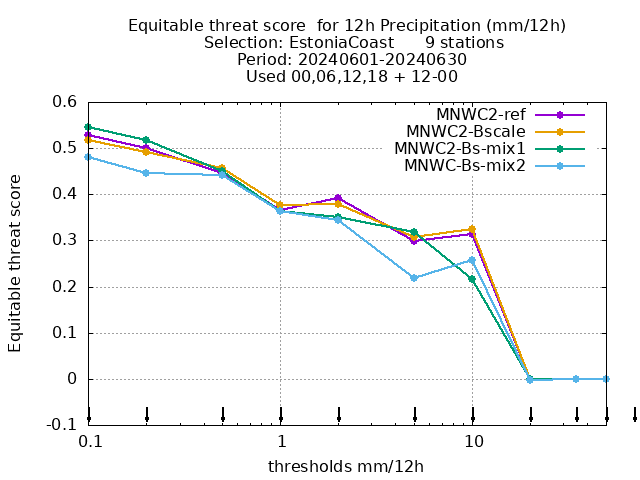 Equitable threat score  for 12h Precipitation (mm/12h)
Selection: EstoniaCoast      9 stations
Period: 20240601-20240630
Used 00,06,12,18 + 12-00
MNWC2-ref
MNWC2-Bscale
MNWC2-Bs-mix1
MNWC-Bs-mix2
Equitable threat score
0.6
0.5
0.4
0.3
0.2
0.1
0
-0.1
0.1 1 10
thresholds mm/12h